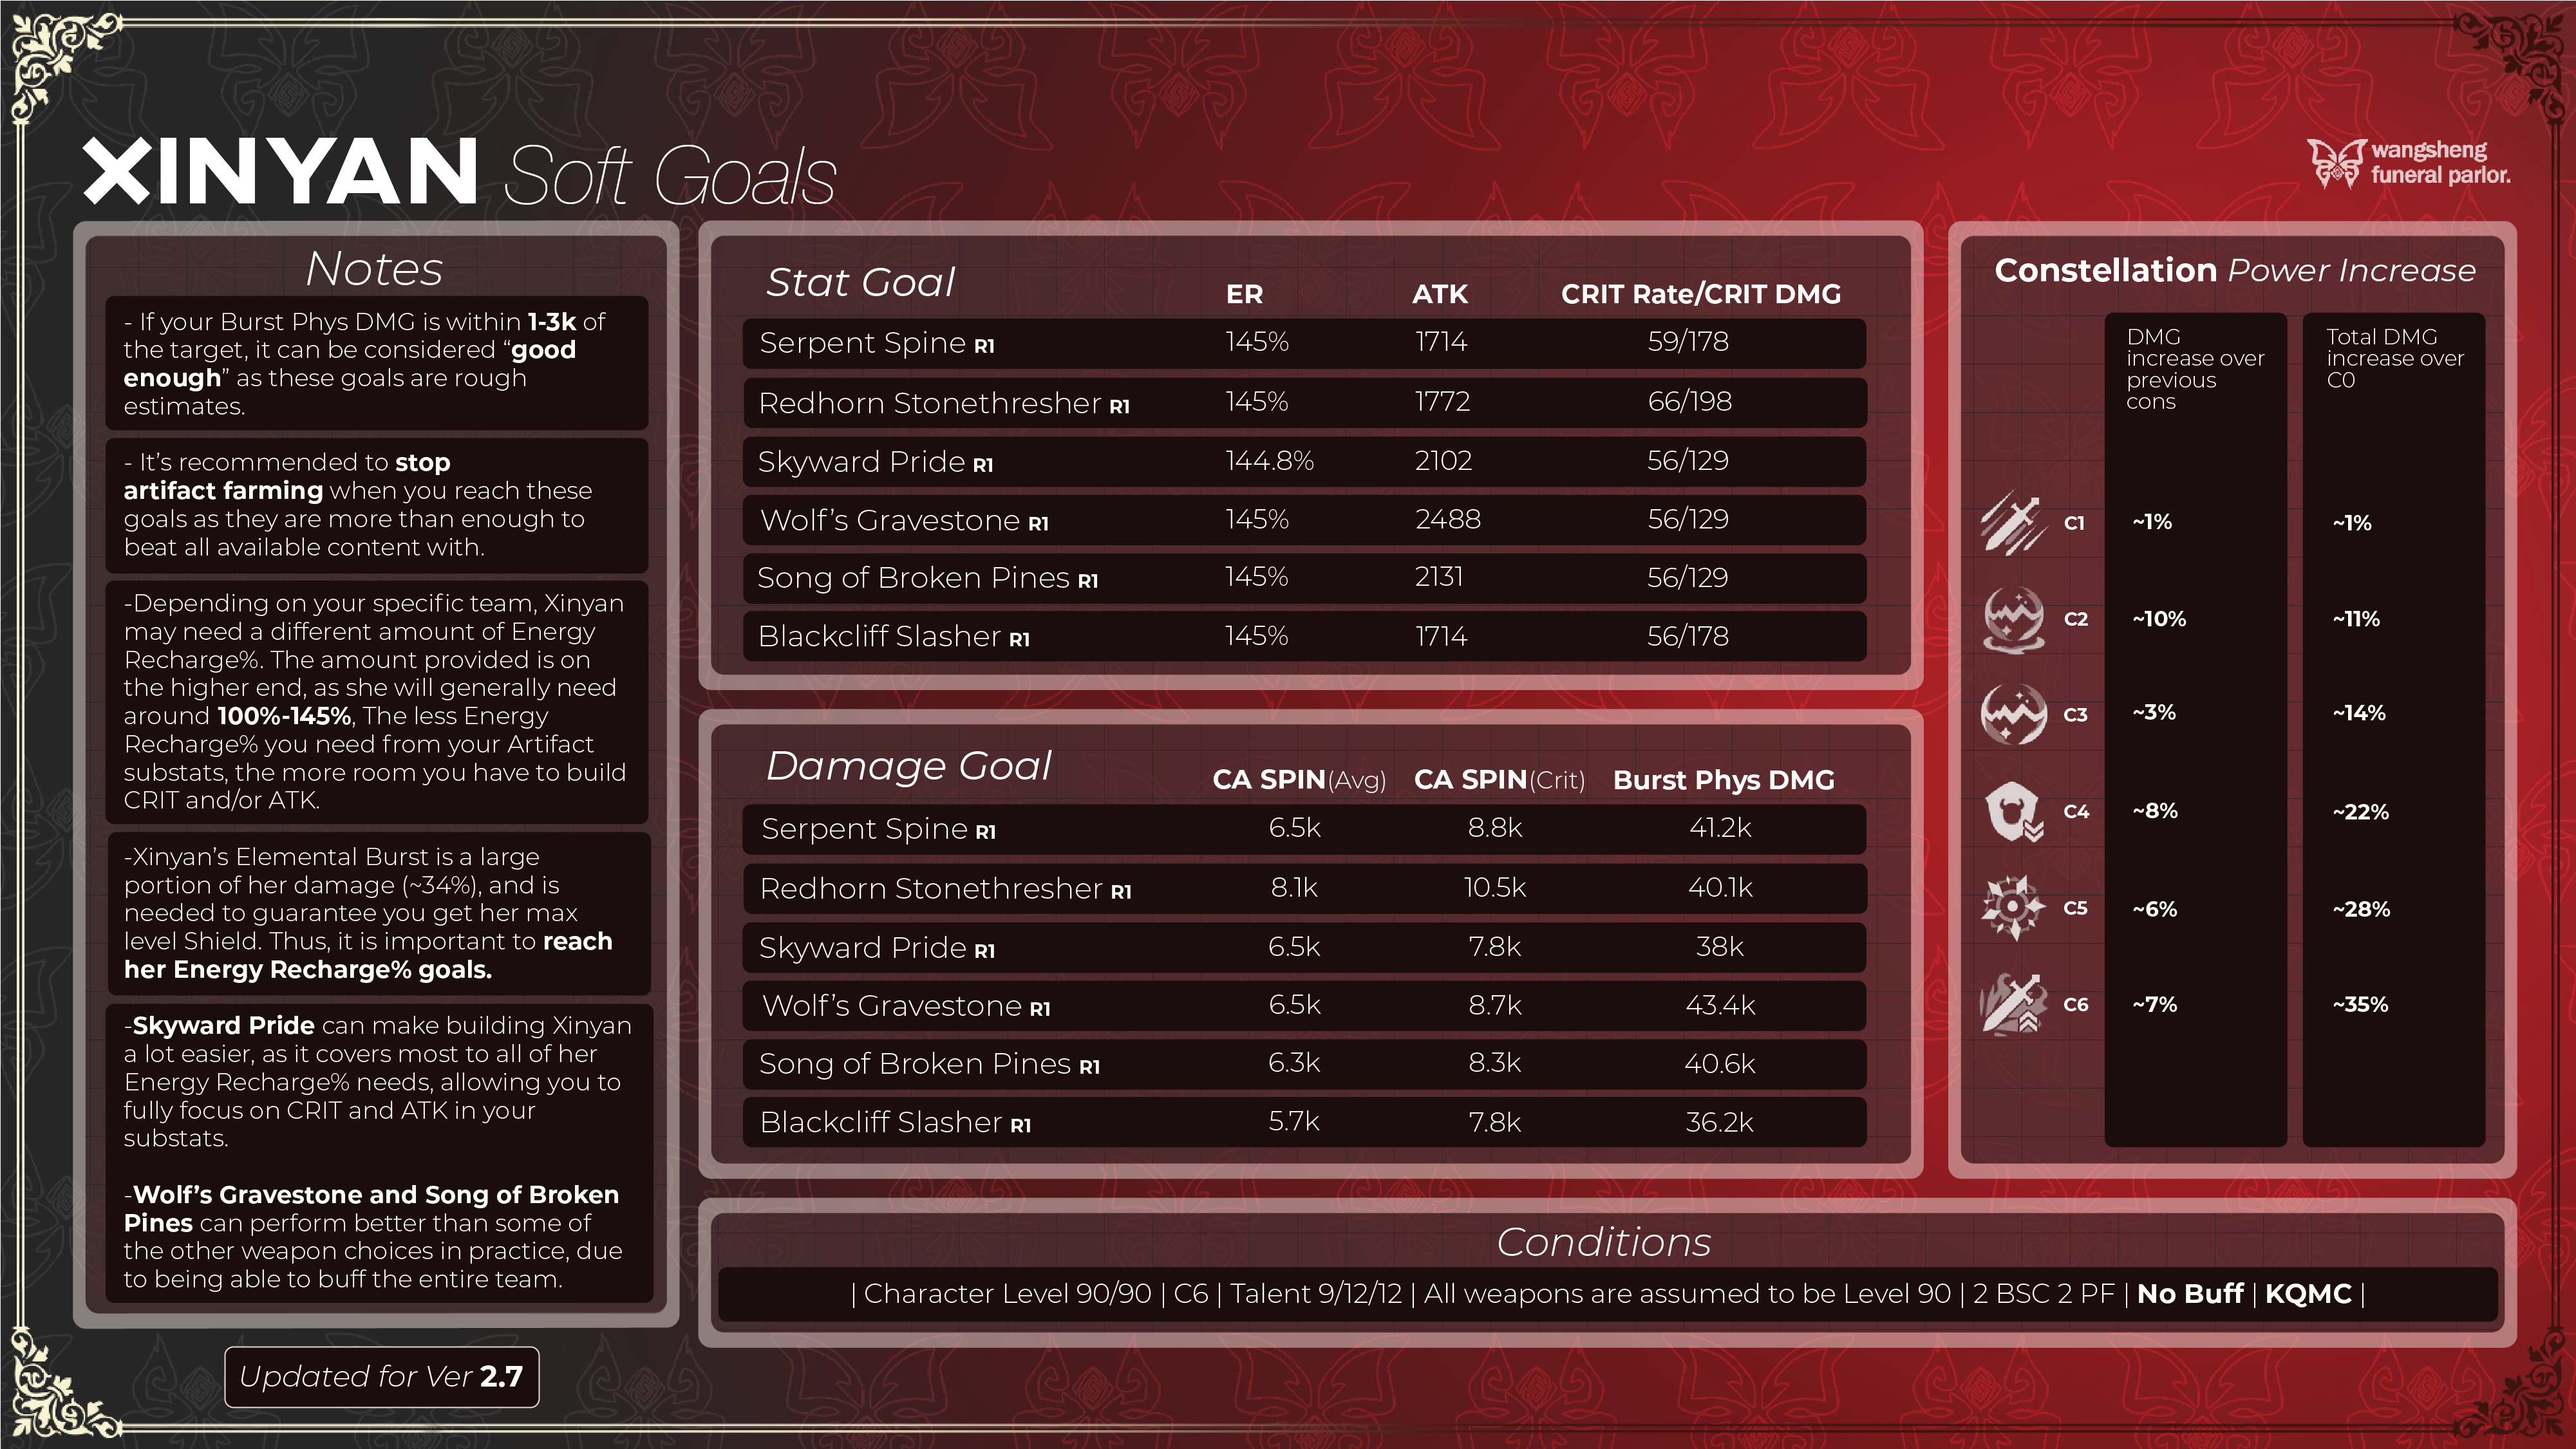 XINYAN Soft Goals
wangsheng
funeral parlor.
Notes
- If your Burst Phys DMG is within 1-3k of
the target, it can be considered “good
enough” as these goals are rough
estimates.
- It’s recommended to stop
artifact farming when you reach these
goals as they are more than enough to
beat all available content with.
-Depending on your specific team, Xinyan
may need a different amount of Energy
Recharge%. The amount provided is on
the higher end, as she will generally need
around 100%-145%, The less Energy
Recharge% you need from your Artifact
substats, the more room you have to build
CRIT and/or ATK.
-Xinyan’s Elemental Burst is a large
portion of her damage (~34%), and is
needed to guarantee you get her max
level Shield. Thus, it is important to reach
her Energy Recharge% goals.
-Skyward Pride can make building Xinyan
a lot easier, as it covers most to all of her
Energy Recharge% needs, allowing you to
fully focus on CRIT and ATK in your
substats.
-Wolf’s Gravestone and Song of Broken
Pines can perform better than some of
the other weapon choices in practice, due
to being able to buff the entire team.
Updated for Ver 2.7
Stat Goal ER ATK CRIT Rate/CRIT DMG
Serpent Spine R1 145% 1714 59/178
Redhorn Stonethresher R1 145% 1772 66/198
Skyward Pride R1 144.8% 2102 56/129
Wolf’s Gravestone R1 145% 2488 56/129
Song of Broken Pines R1 145% 2131 56/129
Blackcliff Slasher R1 145% 1714 56/178
Damage Goal CA SPIN(Avg) CA SPIN(Crit) Burst Phys DMG
Serpent Spine R1 6.5k 8.8k 41.2k
Redhorn Stonethresher R1 8.1k 10.5k 40.1k
Skyward Pride R1 6.5k 7.8k 38k
Wolf’s Gravestone R1 6.5k 8.7k 43.4k
Song of Broken Pines R1 6.3k 8.3k 40.6k
Blackcliff Slasher R1 5.7k 7.8k 36.2k
Constellation Power Increase
DMG
increase over
previous
cons
Total DMG
increase over
C0
C1 ~1% ~1%
C2 ~10% ~11%
C3 ~3% ~14%
C4 ~8% ~22%
C5 ~6% ~28%
C6 ~7% ~35%
Conditions
| Character Level 90/90 | C6 | Talent 9/12/12 | All weapons are assumed to be Level 90 | 2 BSC 2 PF | No Buff | KQMC |